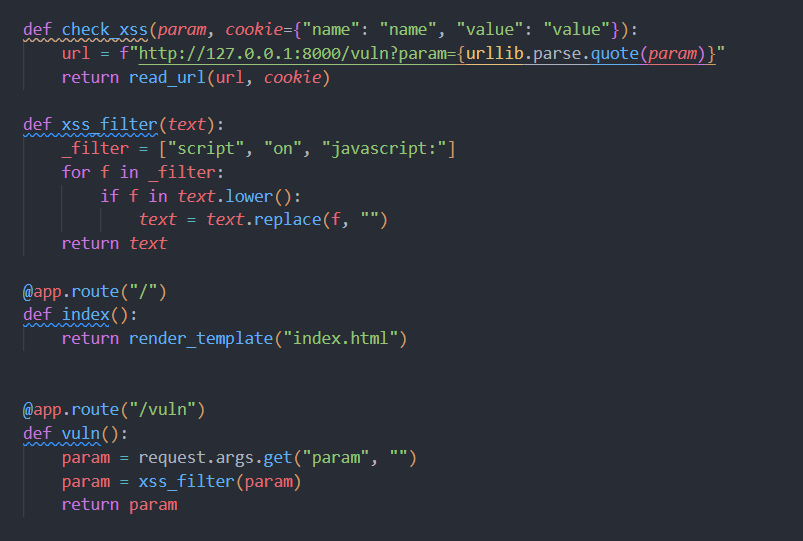 def check_xss(param, cookie={"name": "name", "value": "value"}):
    url = f"http://127.0.0.1:8000/vuln?param={urllib.parse.quote(param)}"
    return read_url(url, cookie)

def xss_filter(text):
    _filter = ["script", "on", "javascript:"]
    for f in _filter:
        if f in text.lower():
            text = text.replace(f, "")
    return text

@app.route("/")
def index():
    return render_template("index.html")


@app.route("/vuln")
def vuln():
    param = request.args.get("param", "")
    param = xss_filter(param)
    return param